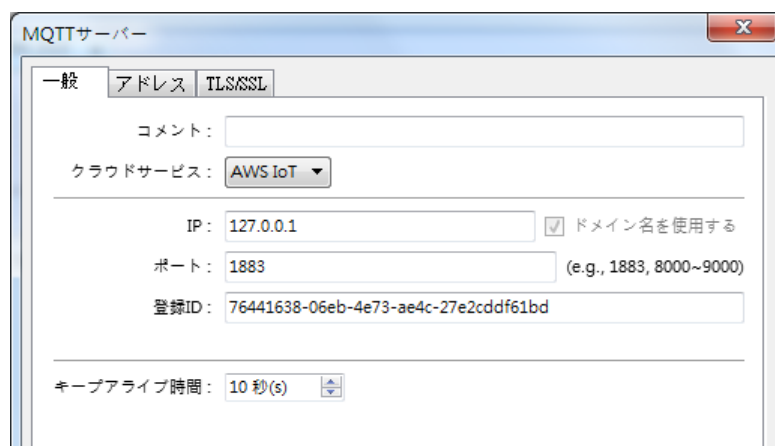 MQTTサーバー
一般 アドレス TLS/SSL
コメント:
クラウドサービス: AWS IoT
IP: 127.0.0.1 ドメイン名を使用する
ポート: 1883 (e.g., 1883, 8000~9000)
登録ID: 76441638-06eb-4e73-ae4c-27e2cddf61bd
キープアライブ時間: 10 秒(s)